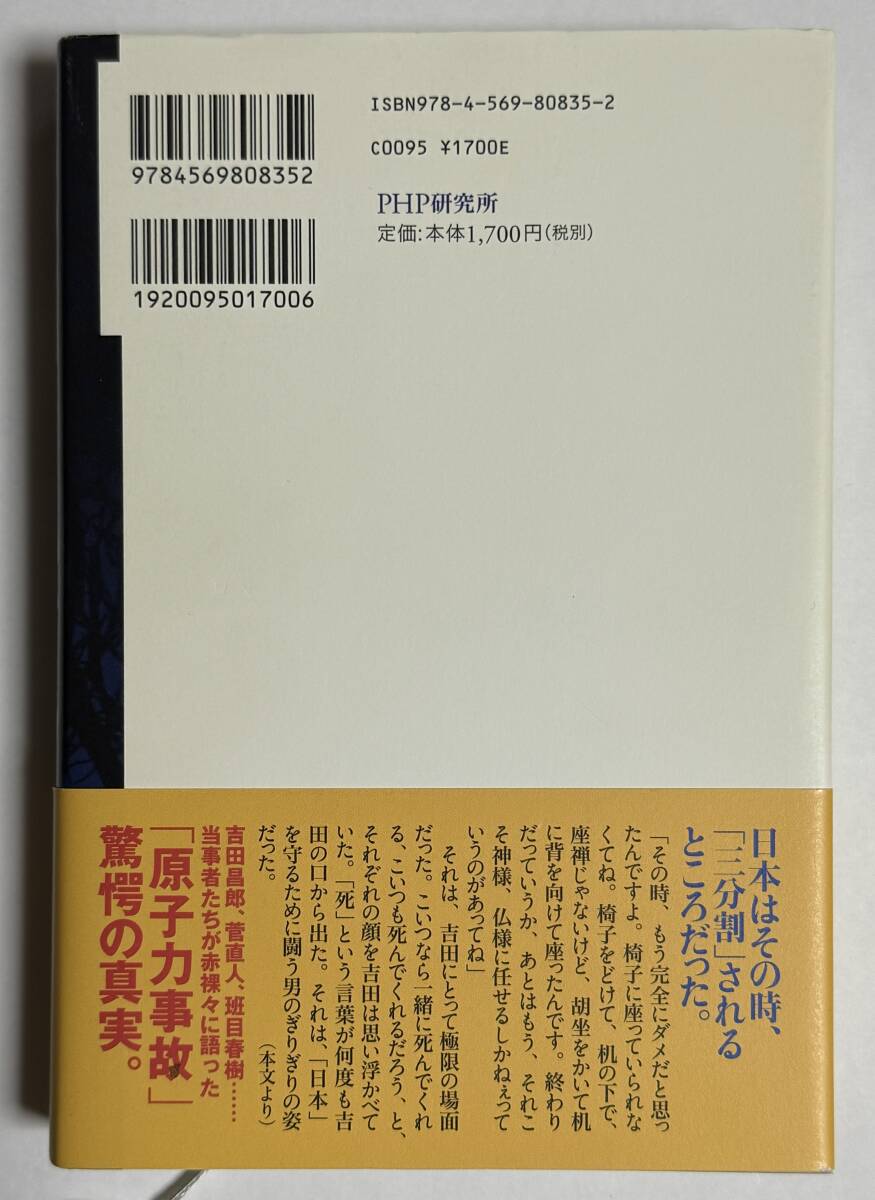 ISBN978-4-569-80835-2
C0095 ¥1700E
9784569808352
PHP研究所
定価:本体1,700円(税別)
1920095017006
日本はその時、
「三分割」される
ところだった。
「その時、もう完全にダメだと思っ
たんですよ。椅子に座っていられな
くてね。椅子をどけて、机の下で、
座禅じゃないけど、胡坐をかいて机
に背を向けて座ったんです。終わり
だっていうか、あとはもう、それこ
そ神様、仏様に任せるしかねぇって
いうのがあってね」
それは、吉田にとって極限の場面
だった。こいつなら一緒に死んでくれ
る、こいつも死んでくれるだろう、と、
それぞれの顔を吉田は思い浮かべて
いた。「死」という言葉が何度も吉
田の口から出た。それは、「日本」
を守るために闘う男のぎりぎりの姿
だった。
(本文より)
吉田昌郎、菅直人、班目春樹……
当事者たちが赤裸々に語った
「原子力事故」
驚愕の真実。